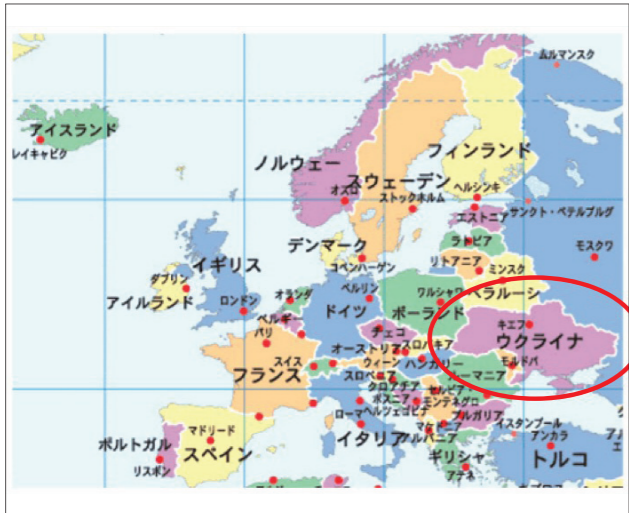 ムルマンスク
アイスランド
レイキャビク
ノルウェー
フィンランド
スウェーデン
オスロ
ヘルシンキ
ストックホルム
エストニア
サンクト・ペテルブルグ
デンマーク
ラトビア
モスクワ
コペンハーゲン
リトアニア
ミンスク
イギリス
ダブリン
アイルランド
オランダ
ベルリン
ワルシャワ
ベラルーシ
ロンドン
ドイツ
ポーランド
ベルギー
キエフ
パリ
チェコ
ウクライナ
オーストリア
スロバキア
ウィーン
モルドバ
スイス
ハンガリー
フランス
スロベニア
ルーマニア
クロアチア
セルビア
ボスニア
ヘルツェゴビナ
モンテネグロ
ローマ
ブルガリア
マドリード
マケドニア
イスタンブール
ポルトガル
スペイン
イタリア
アルバニア
アンカラ
リスボン
ギリシャ
トルコ
アテネ